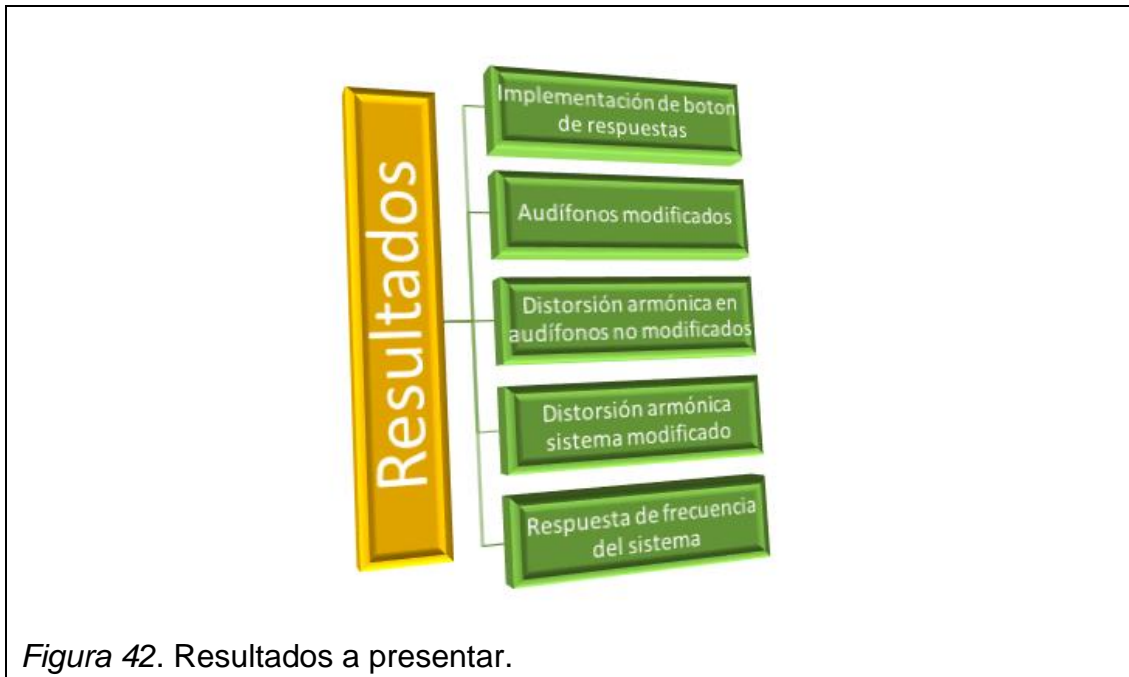 Resultados
Implementación de boton
de respuestas
Audífonos modificados
Distorsión armónica en
audífonos no modificados
Distorsión armónica
sistema modificado
Respuesta de frecuencia
del sistema
Figura 42. Resultados a presentar.